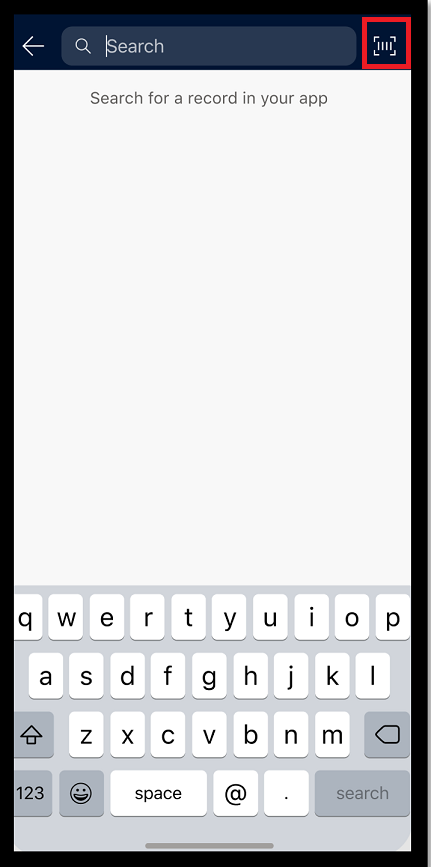 Search
Search for a record in your app
q w e r t y u i o p
a s d f g h j k l
z x c v b n m
123 space @ . search